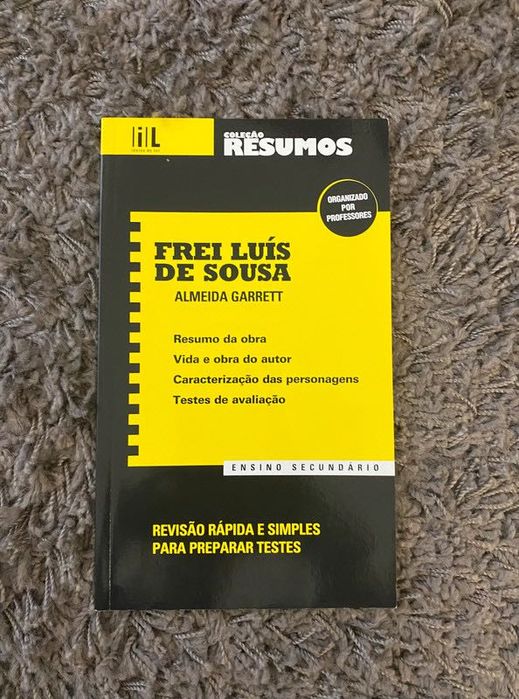 COLEÇÃO
RESUMOS
ORGANIZADO
POR
PROFESSORES
FREI LUÍS
DE SOUSA
ALMEIDA GARRETT
Resumo da obra
Vida e obra do autor
Caracterização das personagens
Testes de avaliação
ENSINO SECUNDÁRIO
REVISÃO RÁPIDA E SIMPLES
PARA PREPARAR TESTES